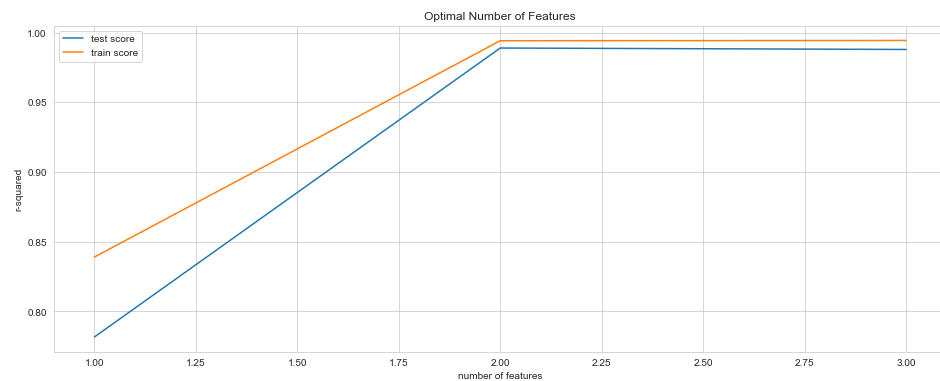 Optimal Number of Features
test score
train score
r-squared
1.00
0.95
0.90
0.85
0.80
1.00 1.25 1.50 1.75 2.00 2.25 2.50 2.75 3.00
number of features